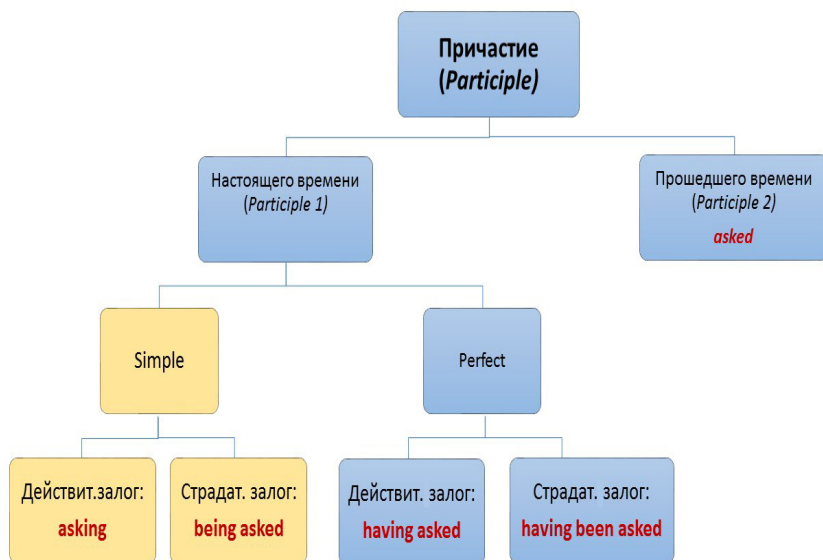 Причастие
(Participle)
Настоящего времени
(Participle 1)
Прошедшего времени
(Participle 2)
asked
Simple
Perfect
Действит.залог:
asking
Страдат. залог:
being asked
Действит. залог:
having asked
Страдат. залог:
having been asked